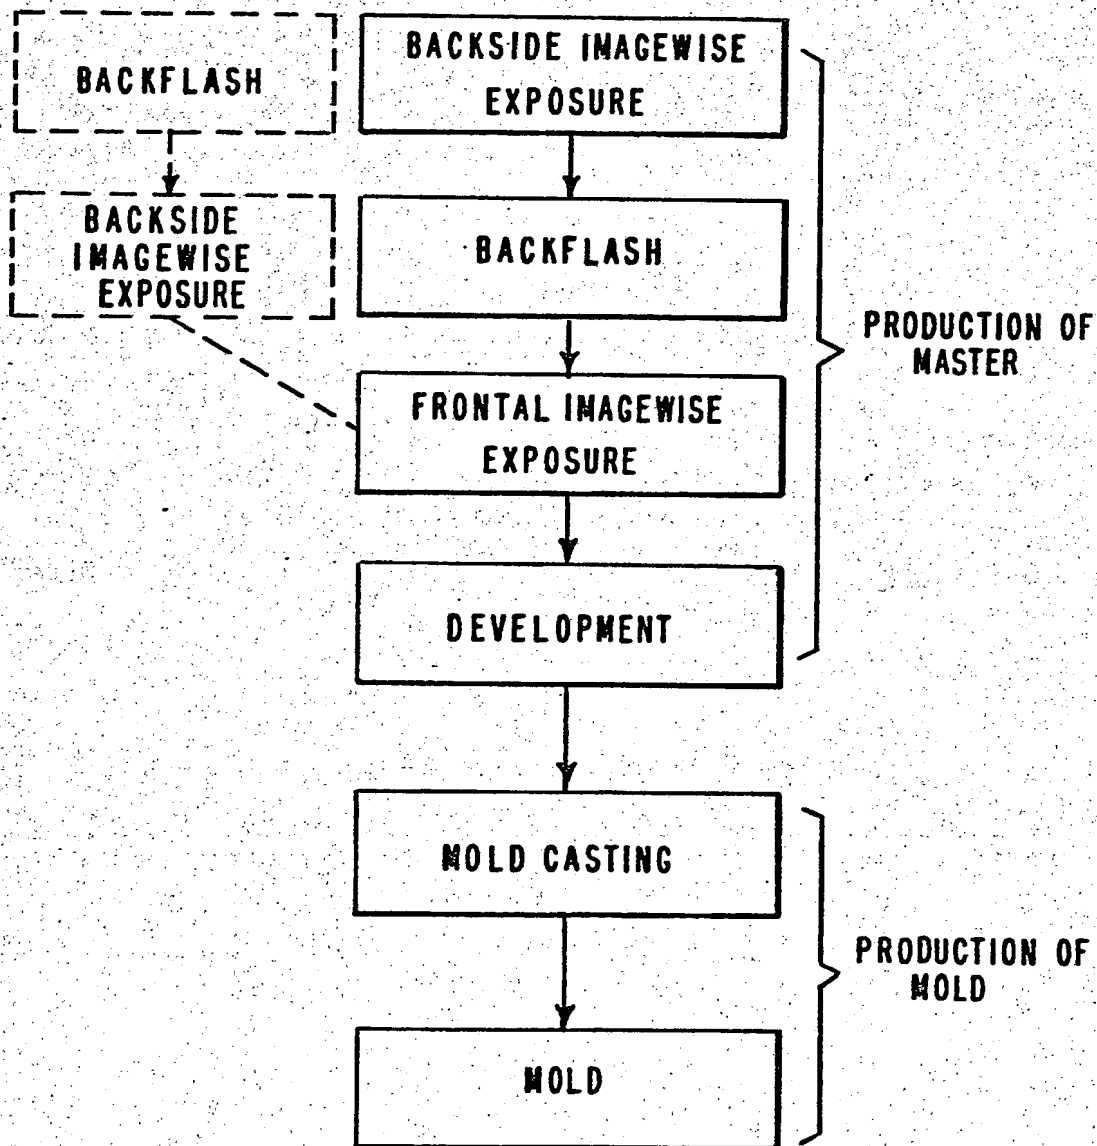 BACKFLASH
BACKSIDE
IMAGEWISE
EXPOSURE
BACKSIDE IMAGEWISE
EXPOSURE
BACKFLASH
FRONTAL IMAGEWISE
EXPOSURE
DEVELOPMENT
PRODUCTION OF
MASTER
MOLD CASTING
MOLD
PRODUCTION OF
MOLD